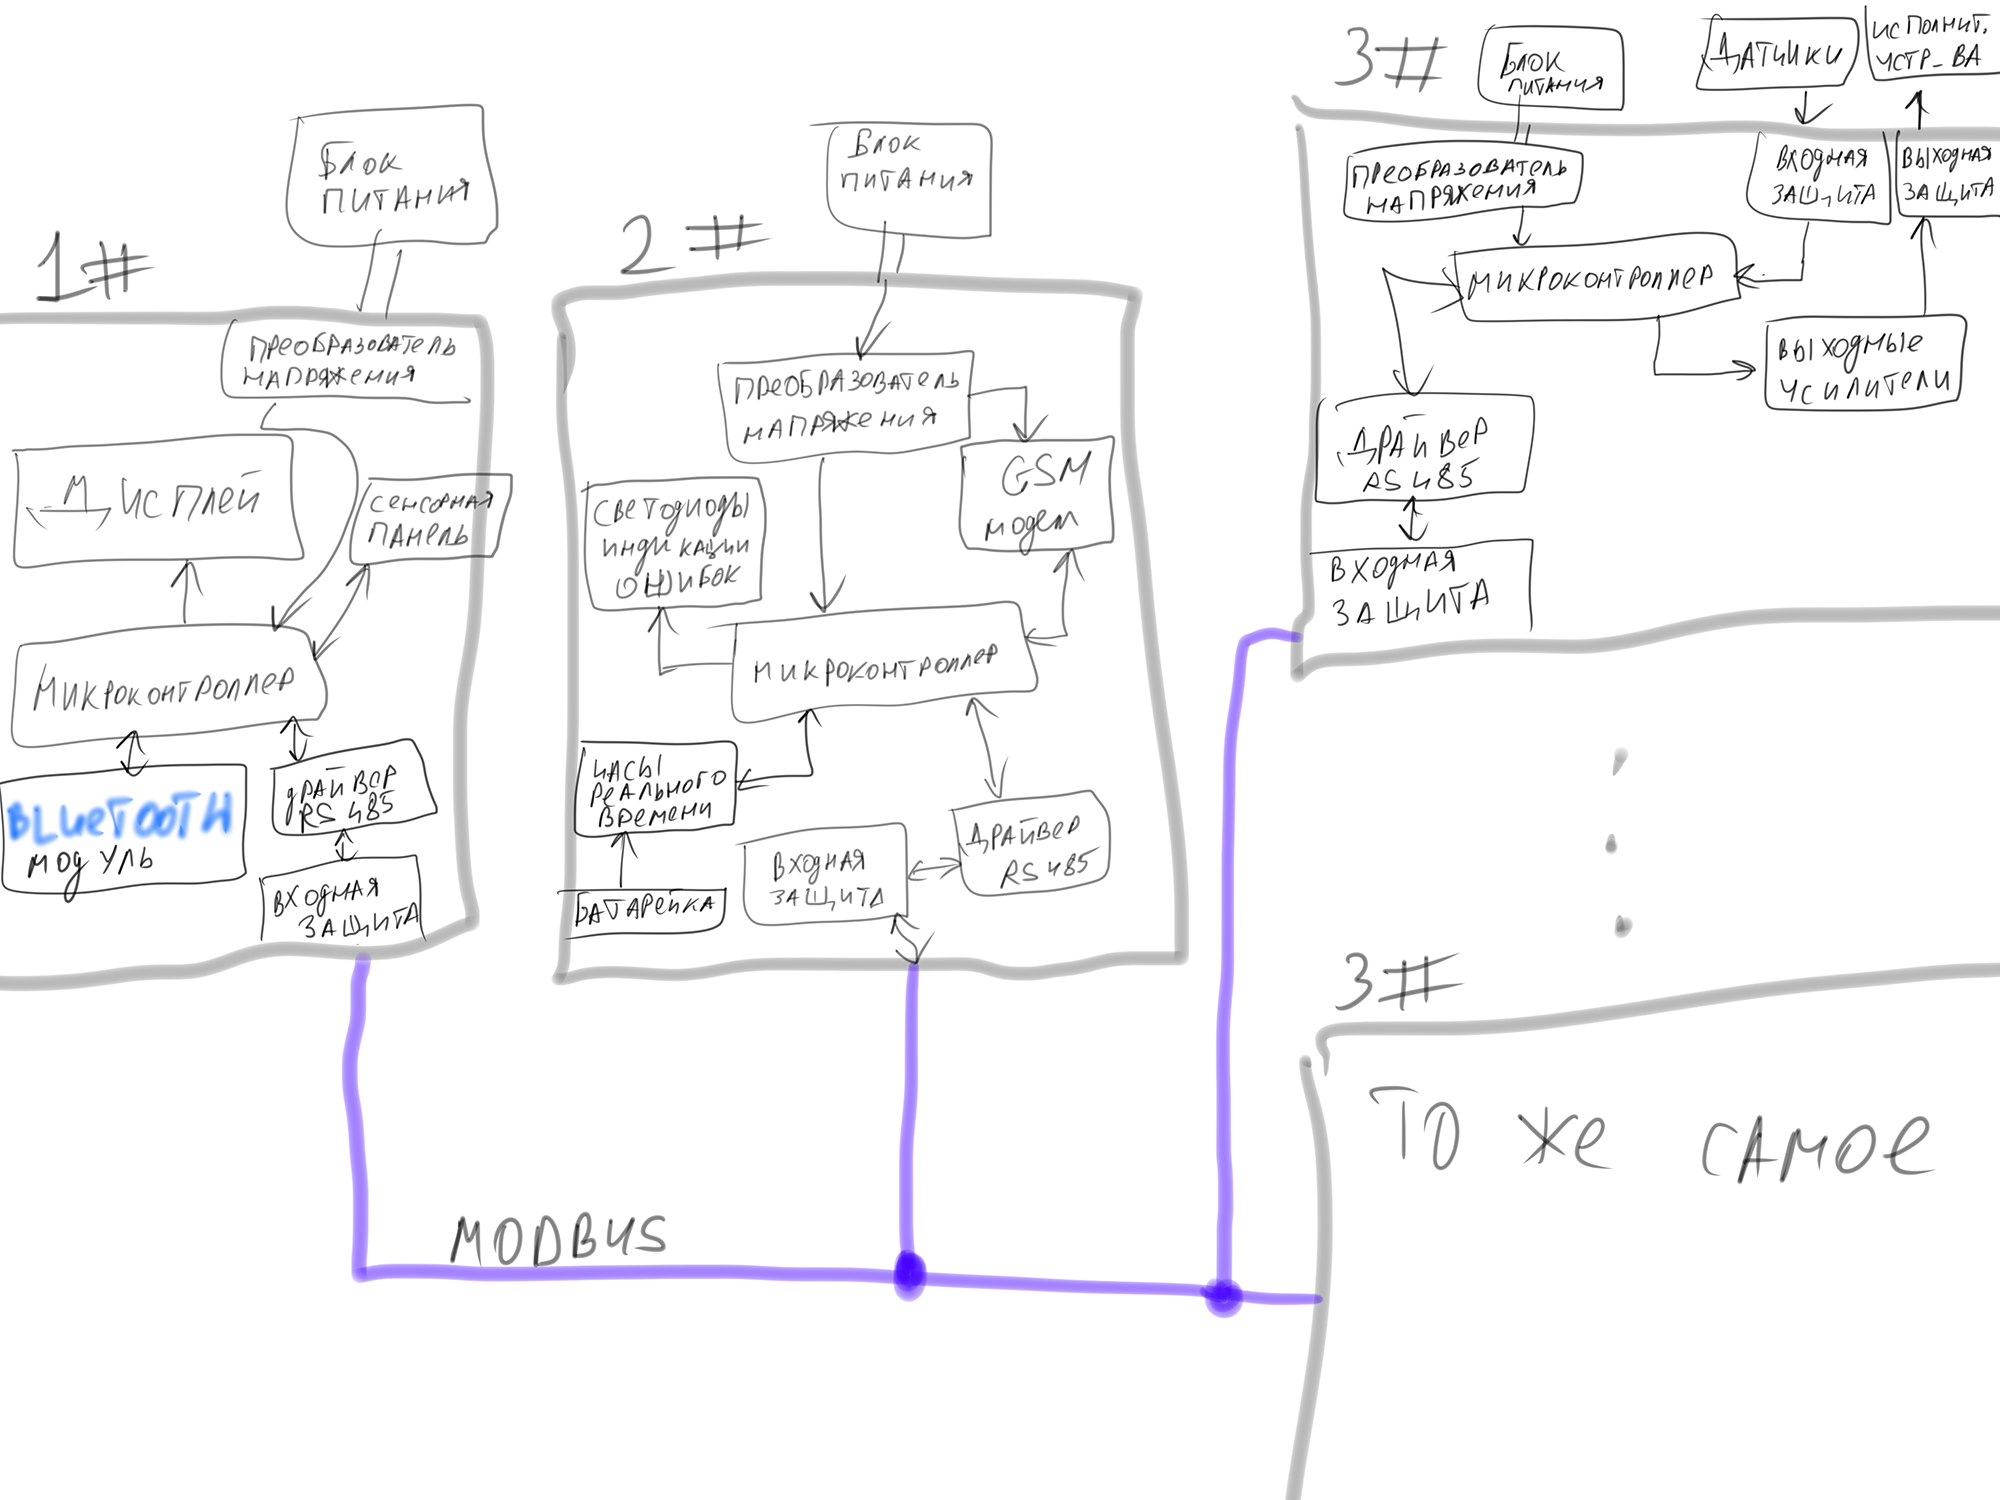 1#
Блок
питания
Преобразователь
напряжения
Дисплей
Сенсорная
панель
Микроконтроллер
BLUETOOTH
модуль
драйвер
RS 485
Входная
защита
2#
Блок
питания
Преобразователь
напряжения
GSM
модем
Светодиоды
индикации
ошибок
микроконтроллер
Часы
реального
времени
Батарейка
Входная
защита
Драйвер
RS 485
3#
Блок
питания
Датчики
исполнит.
устр-ва
Преобразователь
напряжения
Входная
защита
Выходная
защита
микроконтроллер
Выходные
усилители
Драйвер
RS 485
Входная
защита
3#
То же самое
MODBUS